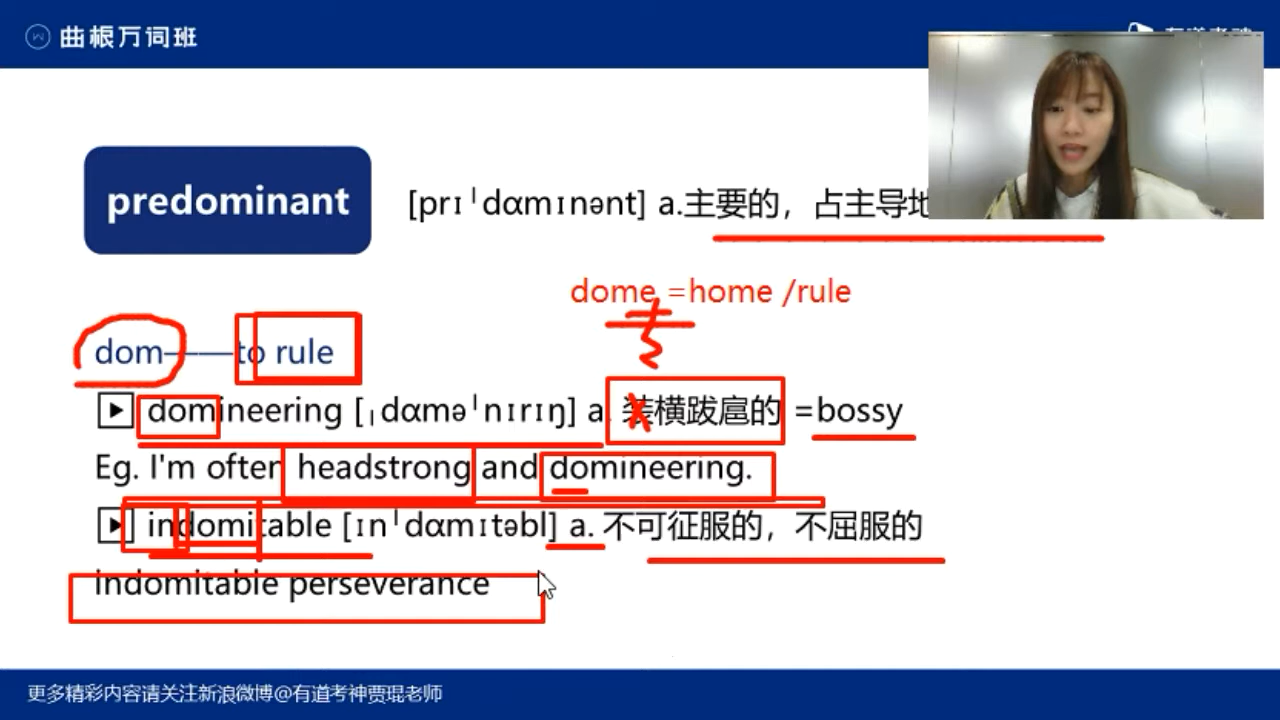 曲根万词班
predominant
[prɪˈdɑmɪnənt] a.主要的，占主导地
dome =home /rule
dom——to rule
domineering [ˌdɑməˈnɪrɪŋ] a. 装横跋扈的 =bossy
Eg. I'm often headstrong and domineering.
indomitable [ɪnˈdɑmɪtəbl] a. 不可征服的，不屈服的
indomitable perseverance
更多精彩内容请关注新浪微博@有道考神贾琨老师